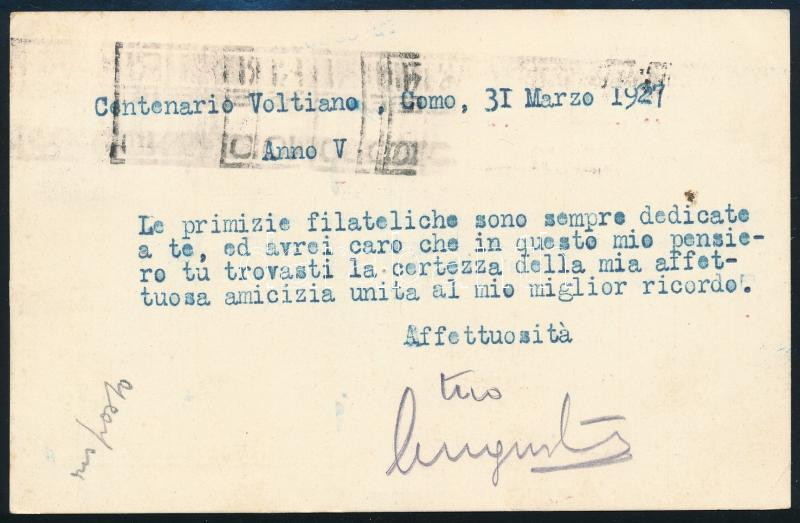 Centenario Voltiano , Como, 3I Marzo 1927
Anno V
Le primizie filateliche sono sempre dedicate
a te, ed avrei caro che in questo mio pensie-
ro tu trovasti la certezza della mia affet-
tuosa amicizia unita al mio miglior ricordo.
Affettuosità
tuo
Augusto
risposto